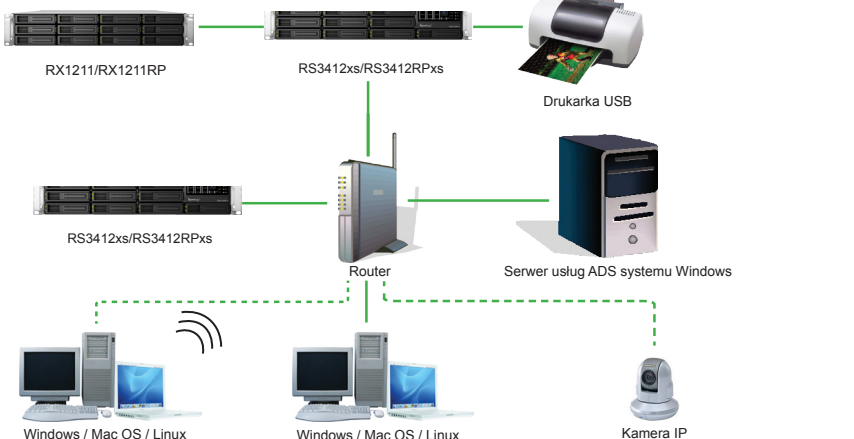 RX1211/RX1211RP
RS3412xs/RS3412RPxs
Drukarka USB
RS3412xs/RS3412RPxs
Router
Serwer usług ADS systemu Windows
Windows / Mac OS / Linux
Windows / Mac OS / Linux
Kamera IP